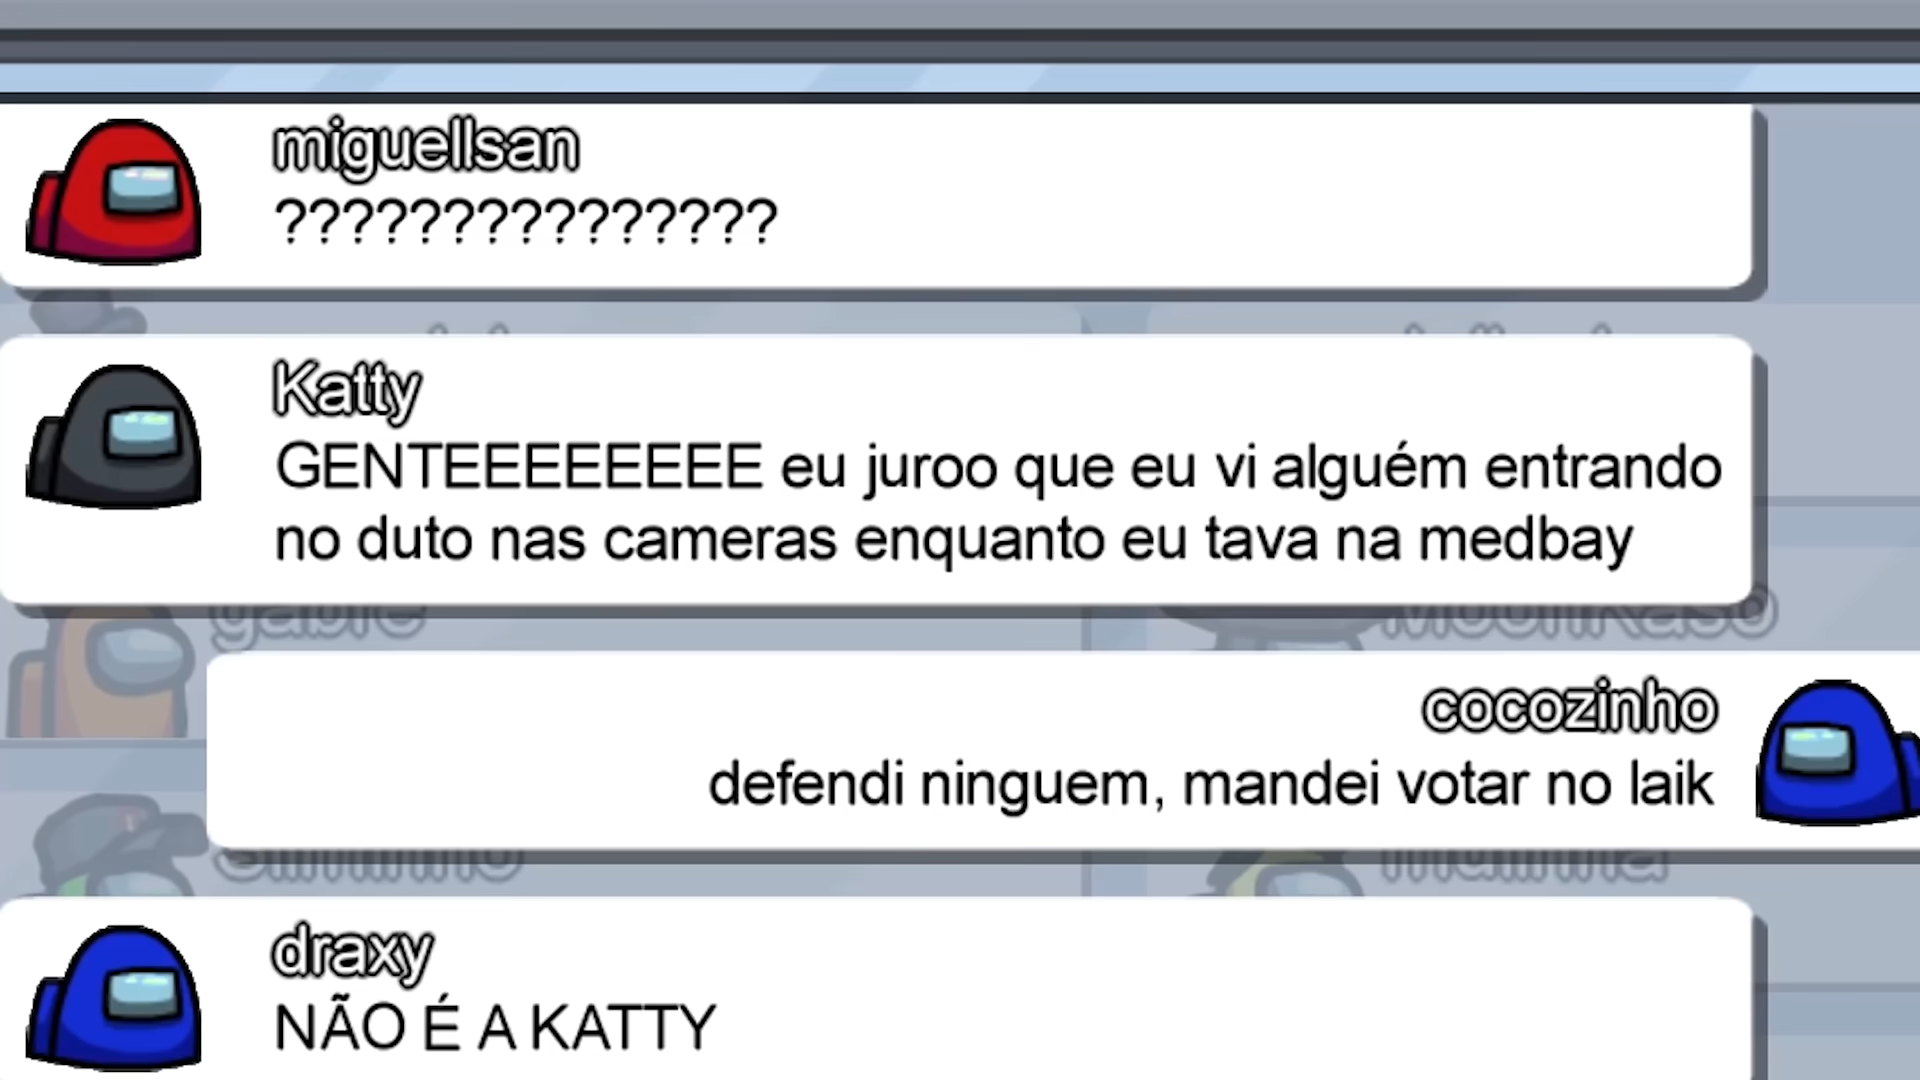 miguellsan
???????????????
Katty
GENTEEEEEEEE eu juroo que eu vi alguém entrando
no duto nas cameras enquanto eu tava na medbay
cocozinho
defendi ninguem, mandei votar no laik
draxy
NÃO É A KATTY